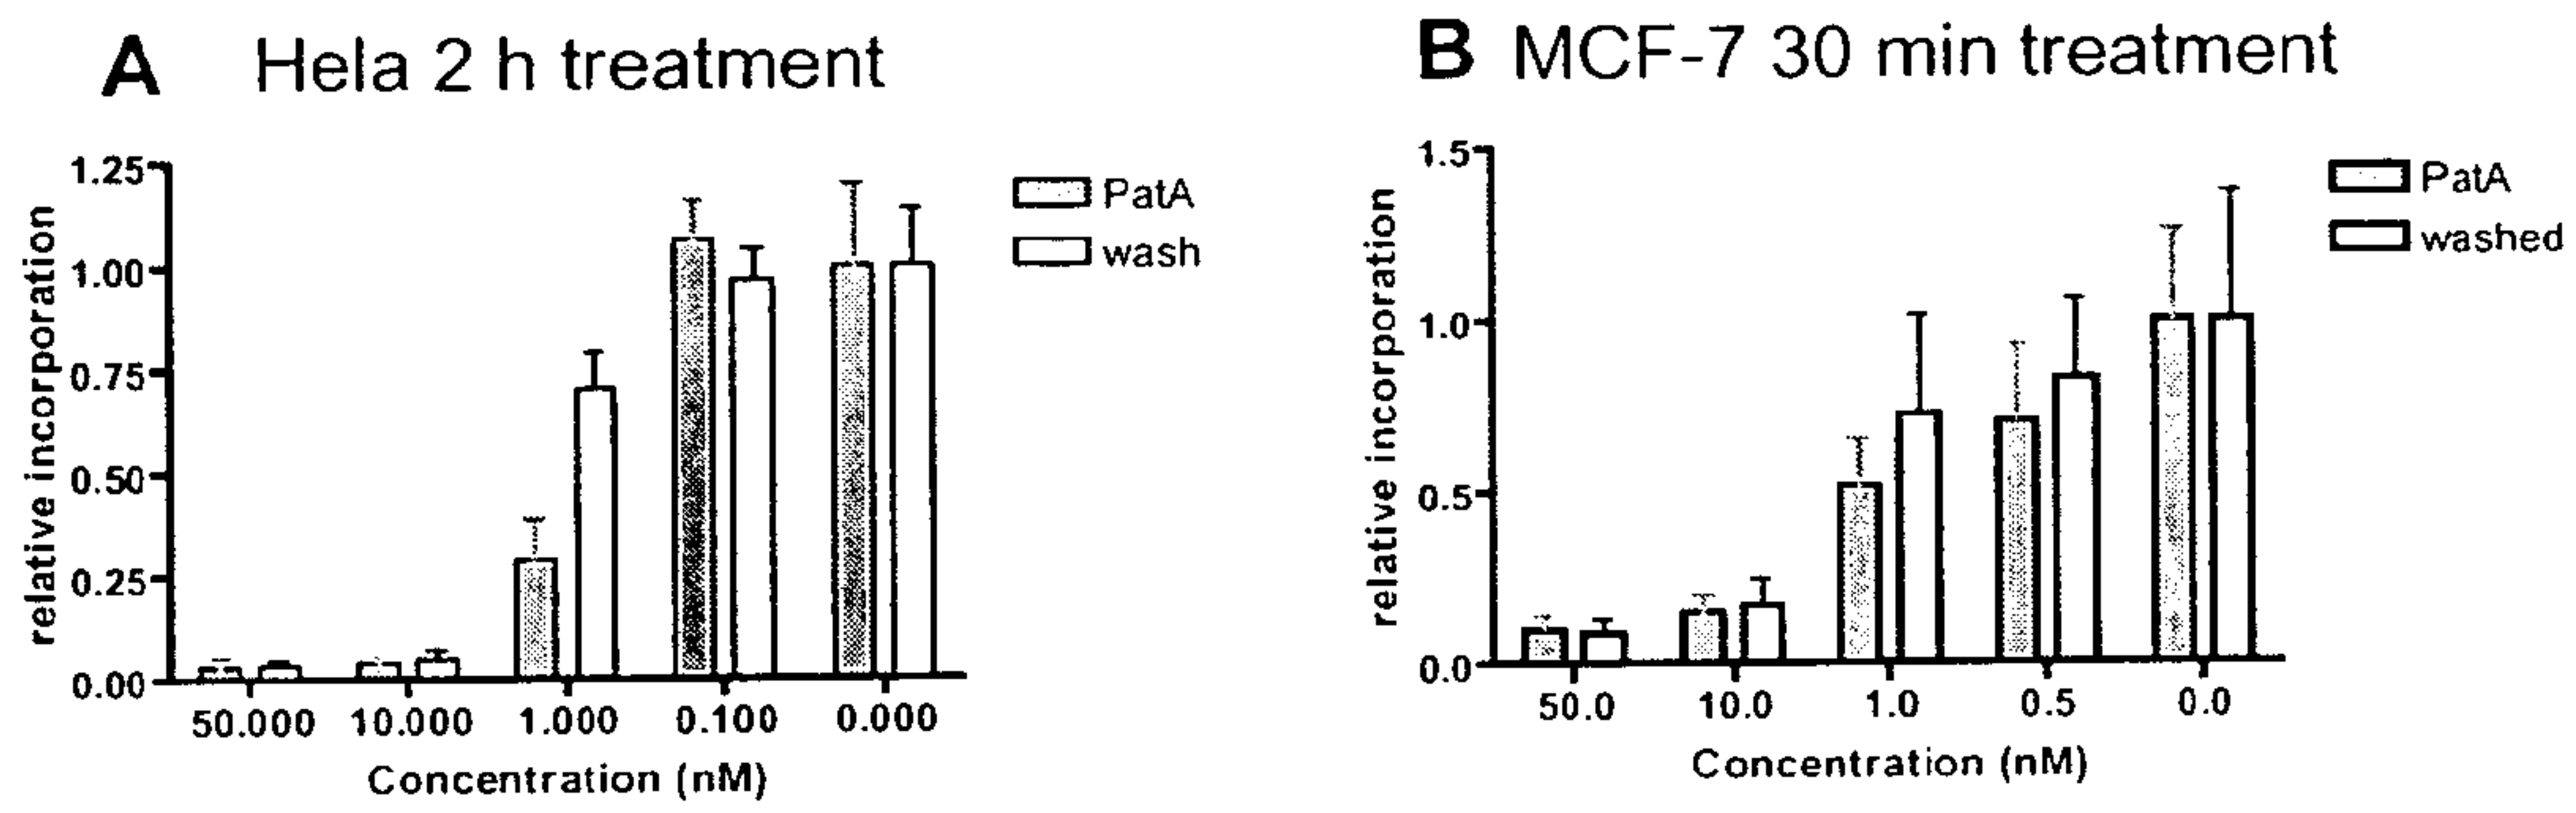 A Hela 2 h treatment
1.25
1.00
0.75
0.50
0.25
0.00
relative incorporation
50.000 10.000 1.000 0.100 0.000
Concentration (nM)
PatA
wash
B MCF-7 30 min treatment
1.5
1.0
0.5
0.0
relative incorporation
50.0 10.0 1.0 0.5 0.0
Concentration (nM)
PatA
washed